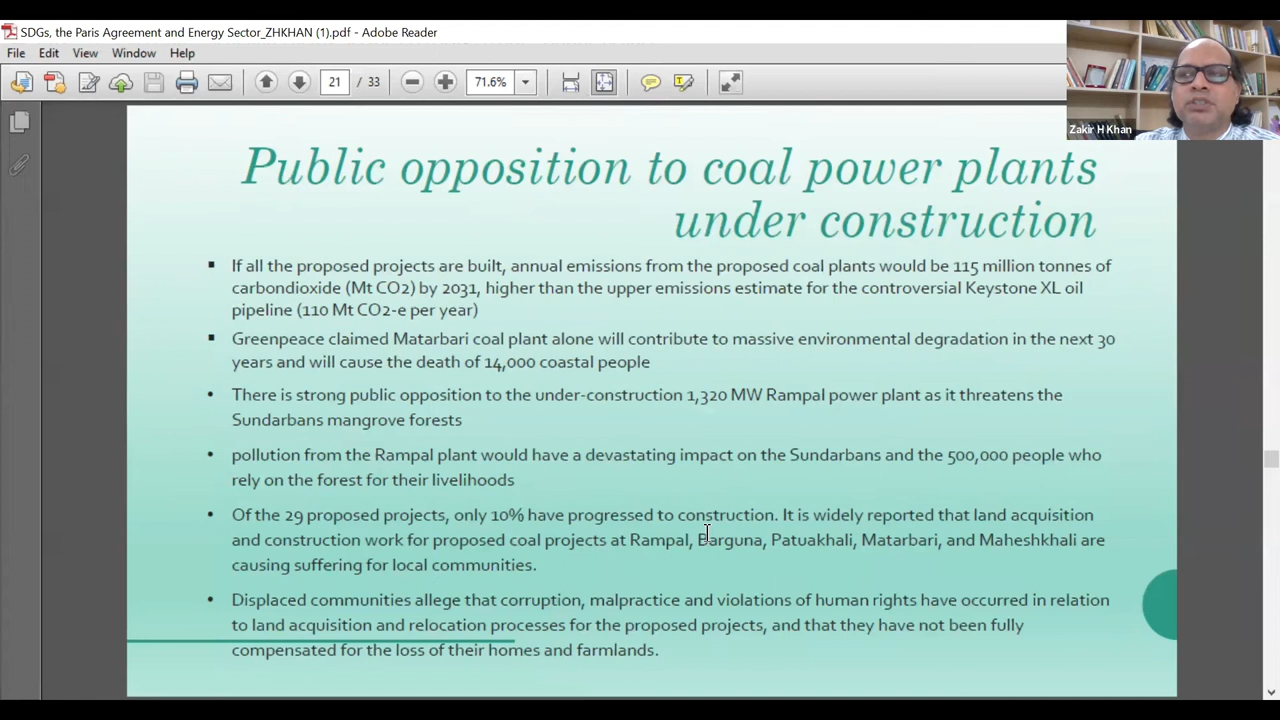 SDGs, the Paris Agreement and Energy Sector_ZHKHAN (1).pdf - Adobe Reader
File Edit View Window Help
21 / 33 71.6%
Zakir H Khan
Public opposition to coal power plants
under construction
▪ If all the proposed projects are built, annual emissions from the proposed coal plants would be 115 million tonnes of
carbondioxide (Mt CO2) by 2031, higher than the upper emissions estimate for the controversial Keystone XL oil
pipeline (110 Mt CO2-e per year)
▪ Greenpeace claimed Matarbari coal plant alone will contribute to massive environmental degradation in the next 30
years and will cause the death of 14,000 coastal people
• There is strong public opposition to the under-construction 1,320 MW Rampal power plant as it threatens the
Sundarbans mangrove forests
• pollution from the Rampal plant would have a devastating impact on the Sundarbans and the 500,000 people who
rely on the forest for their livelihoods
• Of the 29 proposed projects, only 10% have progressed to construction. It is widely reported that land acquisition
and construction work for proposed coal projects at Rampal, Barguna, Patuakhali, Matarbari, and Maheshkhali are
causing suffering for local communities.
• Displaced communities allege that corruption, malpractice and violations of human rights have occurred in relation
to land acquisition and relocation processes for the proposed projects, and that they have not been fully
compensated for the loss of their homes and farmlands.